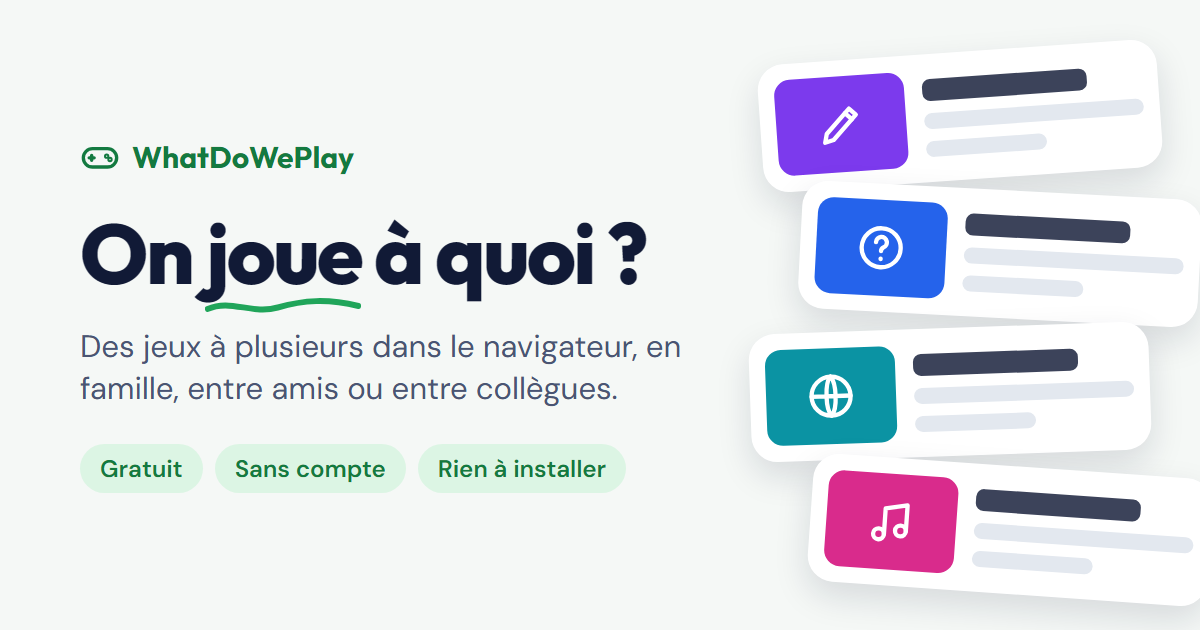 WhatDoWePlay
On joue à quoi ?
Des jeux à plusieurs dans le navigateur, en
famille, entre amis ou entre collègues.
Gratuit
Sans compte
Rien à installer